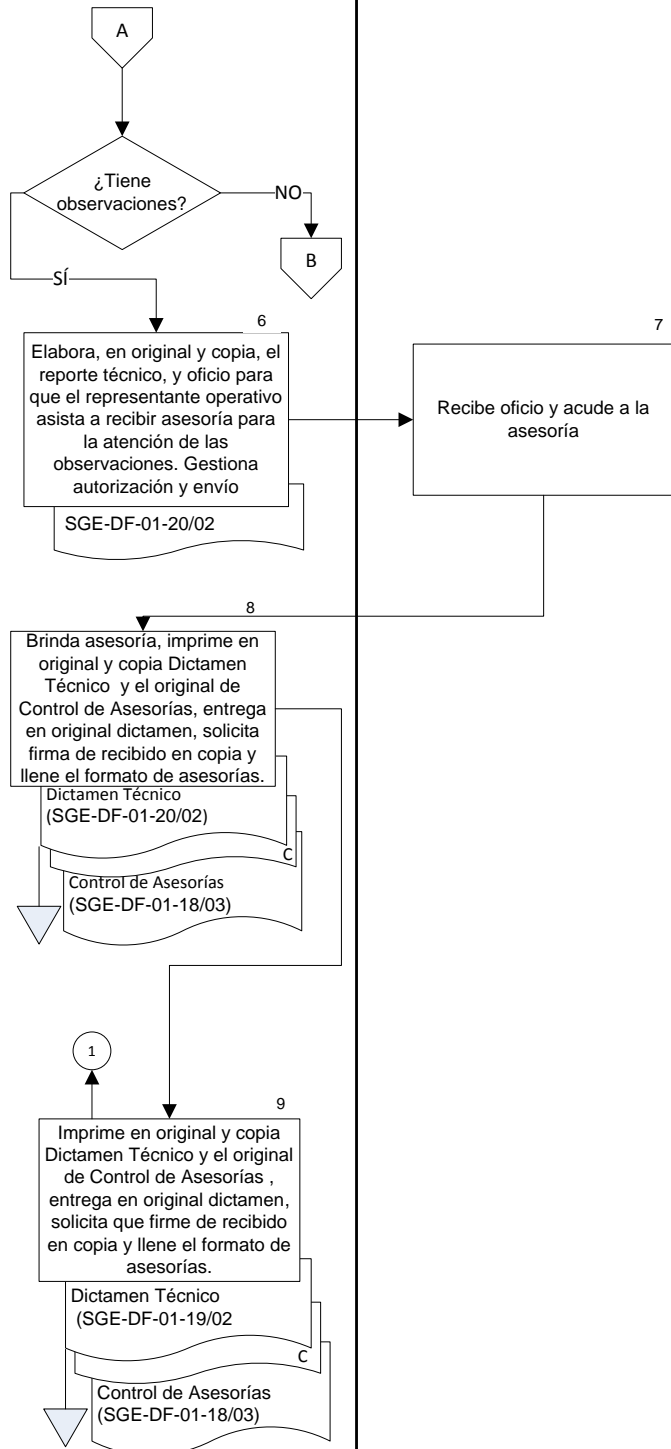 A
¿Tiene
observaciones?
NO
B
SÍ
6
Elabora, en original y copia, el
reporte técnico, y oficio para
que el representante operativo
asista a recibir asesoría para
la atención de las
observaciones. Gestiona
autorización y envío
SGE-DF-01-20/02
7
Recibe oficio y acude a la
asesoría
8
Brinda asesoría, imprime en
original y copia Dictamen
Técnico y el original de
Control de Asesorías, entrega
en original dictamen, solicita
firma de recibido en copia y
llene el formato de asesorías.
Dictamen Técnico
(SGE-DF-01-20/02)
C
Control de Asesorías
(SGE-DF-01-18/03)
1
9
Imprime en original y copia
Dictamen Técnico y el original
de Control de Asesorías ,
entrega en original dictamen,
solicita que firme de recibido
en copia y llene el formato de
asesorías.
Dictamen Técnico
(SGE-DF-01-19/02
C
Control de Asesorías
(SGE-DF-01-18/03)